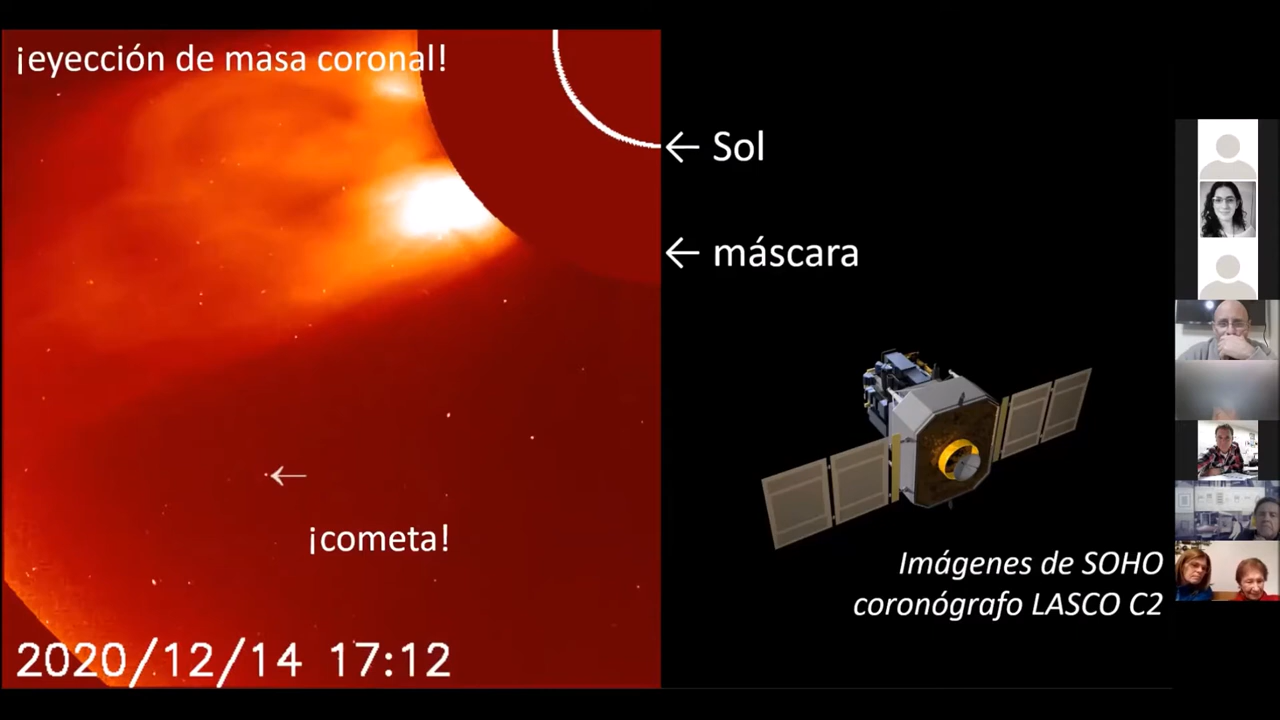 ¡eyección de masa coronal!
← Sol
← máscara
←
¡cometa!
Imágenes de SOHO
coronógrafo LASCO C2
2020/12/14 17:12